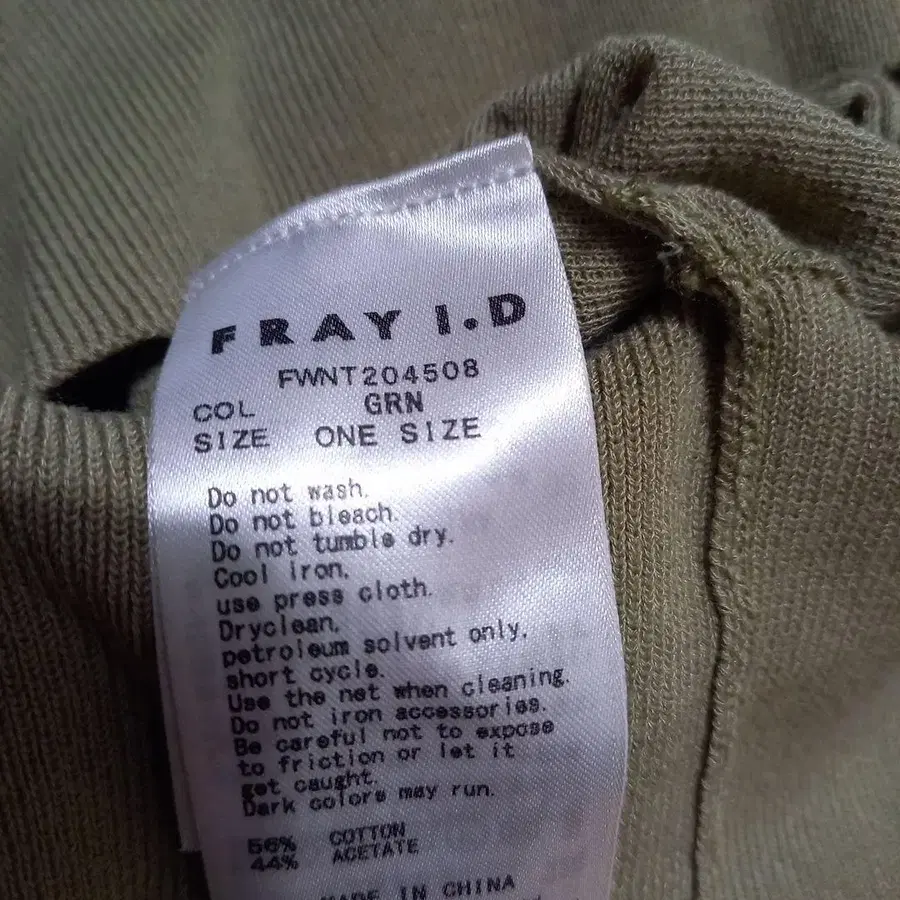 FRAY I.D
FWNT204508
COL GRN
SIZE ONE SIZE
Do not wash.
Do not bleach.
Do not tumble dry.
Cool iron.
use press cloth.
Dryclean.
petroleum solvent only.
short cycle.
Use the net when cleaning.
Do not iron accessories.
Be careful not to expose
to friction or let it
get caught.
Dark colors may run.
56% COTTON
44% ACETATE
MADE IN CHINA